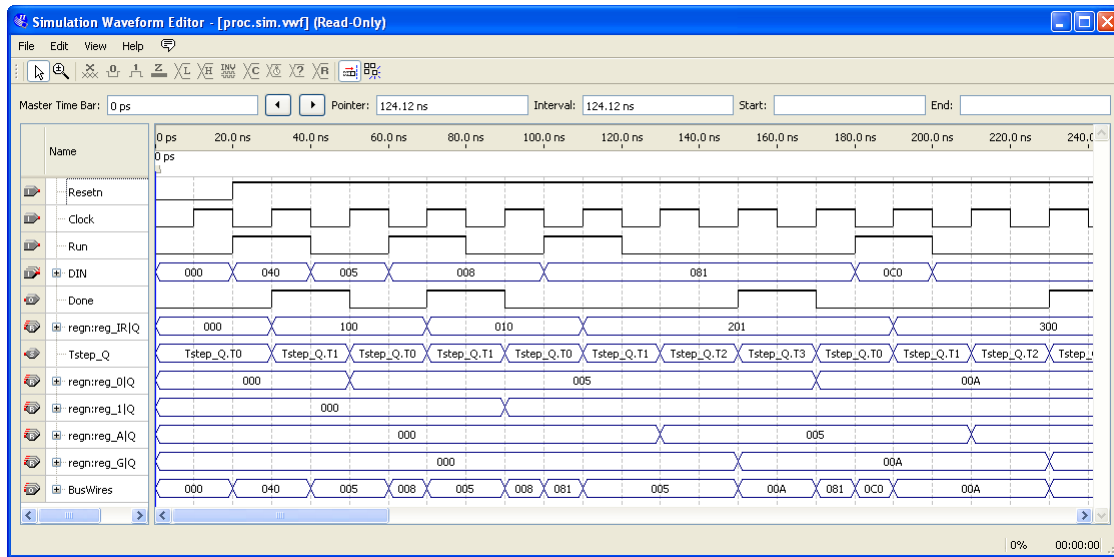 Simulation Waveform Editor - [proc.sim.vwf] (Read-Only)
File Edit View Help
Master Time Bar: 0 ps Pointer: 124.12 ns Interval: 124.12 ns Start: End:
Name 0 ps 20.0 ns 40.0 ns 60.0 ns 80.0 ns 100.0 ns 120.0 ns 140.0 ns 160.0 ns 180.0 ns 200.0 ns 220.0 ns
0 ps
Resetn
Clock
Run
DIN 000 040 005 008 081 0C0
Done
regn:reg_IR|Q 000 100 010 201 300
Tstep_Q Tstep_Q.T0 Tstep_Q.T1 Tstep_Q.T0 Tstep_Q.T1 Tstep_Q.T0 Tstep_Q.T1 Tstep_Q.T2 Tstep_Q.T3 Tstep_Q.T0 Tstep_Q.T1 Tstep_Q.T2
regn:reg_0|Q 000 005 00A
regn:reg_1|Q 000
regn:reg_A|Q 000 005
regn:reg_G|Q 000 00A
BusWires 000 040 005 008 005 008 081 005 00A 081 0C0 00A
0% 00:00:00